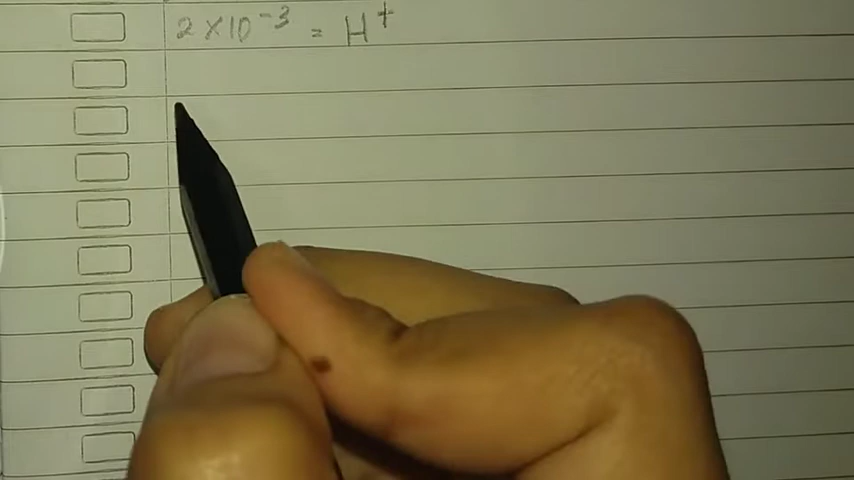 2 ×10⁻³ = H⁺